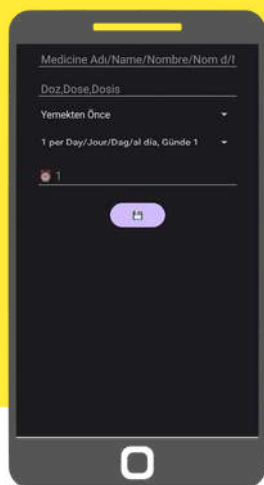 Medicine Adı/Name/Nombre/Nom d/l
Doz,Dose,Dosis
Yemekten Önce
1 per Day/Jour/Dag/al dia, Günde 1
1